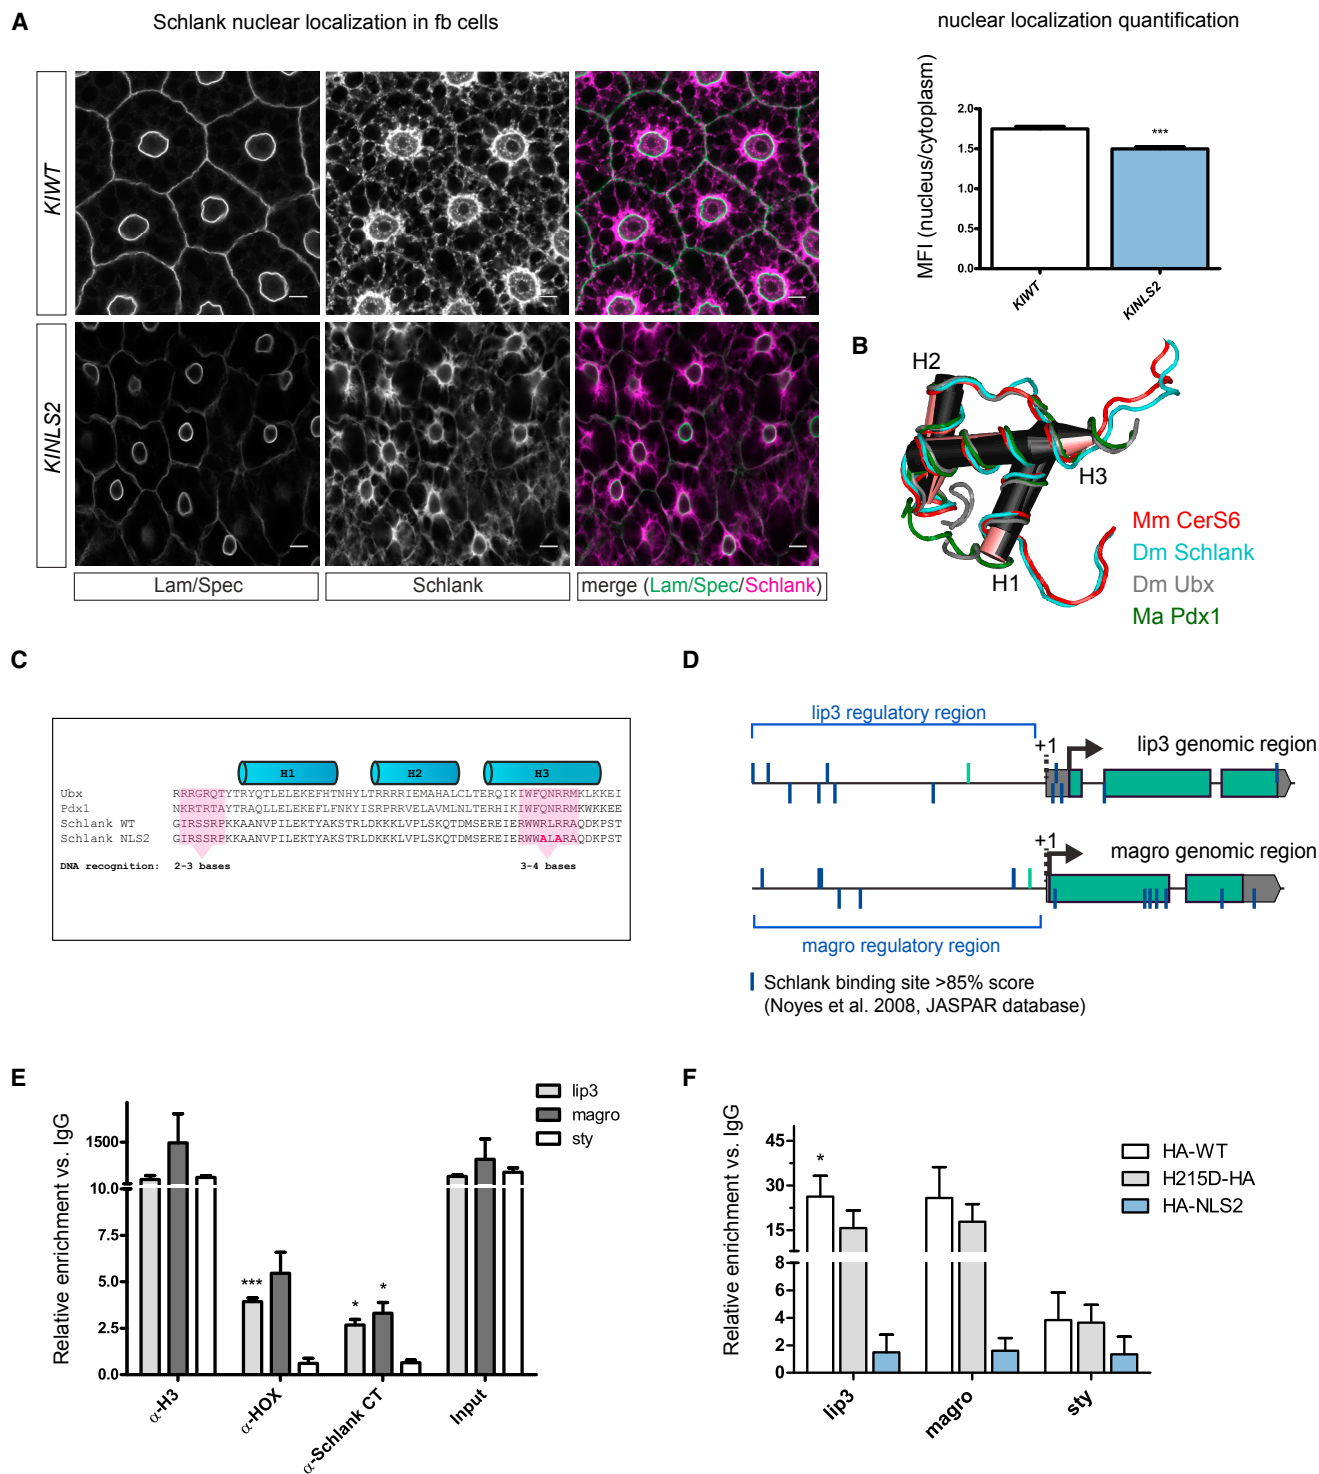 A
Schlank nuclear localization in fb cells
nuclear localization quantification
KIWT
KINLS2
Lam/Spec
Schlank
merge (Lam/Spec/Schlank)
MFI (nucleus/cytoplasm)
2.0
1.5
1.0
0.5
0.0
***
KIWT
KINLS2
B
H2
H3
H1
Mm CerS6
Dm Schlank
Dm Ubx
Ma Pdx1
C
H1 H2 H3
Ubx RRRGRQTYTRYQTLELEKEFHTNHYLTRRRRIEMAHALCLTERQIKIWFQNRRMKLKKEI
Pdx1 NKRTRTAYTRAQLLELEKEFLFNKYISRPRRVELAVMLNLTERHIKIWFQNRRMKWKKEE
Schlank WT GIRSSRPKKAANVPILEKTYAKSTRLDKKKLVPLSKQTDMSEREIERWWRLRRAQDKPST
Schlank NLS2 GIRSSRPKKAANVPILEKTYAKSTRLDKKKLVPLSKQTDMSEREIERWWALARAQDKPST
DNA recognition: 2-3 bases 3-4 bases
D
lip3 regulatory region
+1
lip3 genomic region
+1
magro genomic region
magro regulatory region
Schlank binding site >85% score
(Noyes et al. 2008, JASPAR database)
E
Relative enrichment vs. IgG
1500
10.0
7.5
5.0
2.5
0.0
***
*
*
lip3
magro
sty
α-H3
α-HOX
α-Schlank CT
Input
F
Relative enrichment vs. IgG
45
30
15
8
6
4
2
0
*
HA-WT
H215D-HA
HA-NLS2
lip3
magro
sty